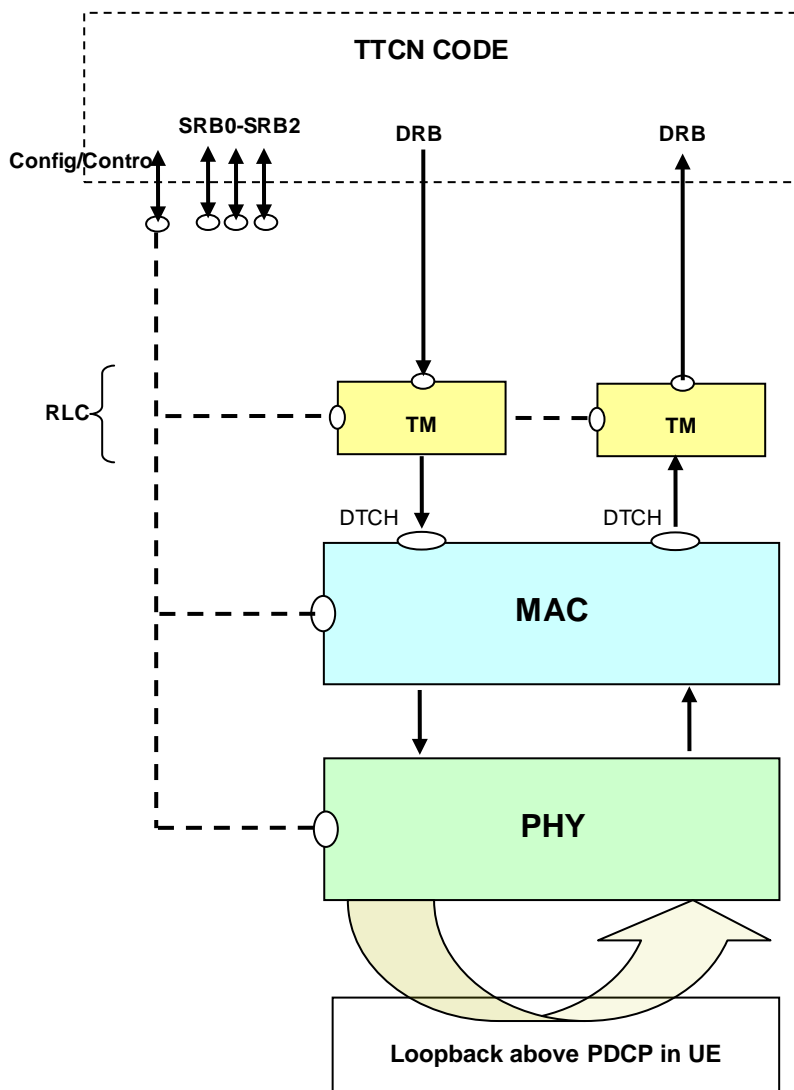 TTCN CODE
SRB0-SRB2
DRB
DRB
Config/Contro
RLC
TM
TM
DTCH
DTCH
MAC
PHY
Loopback above PDCP in UE